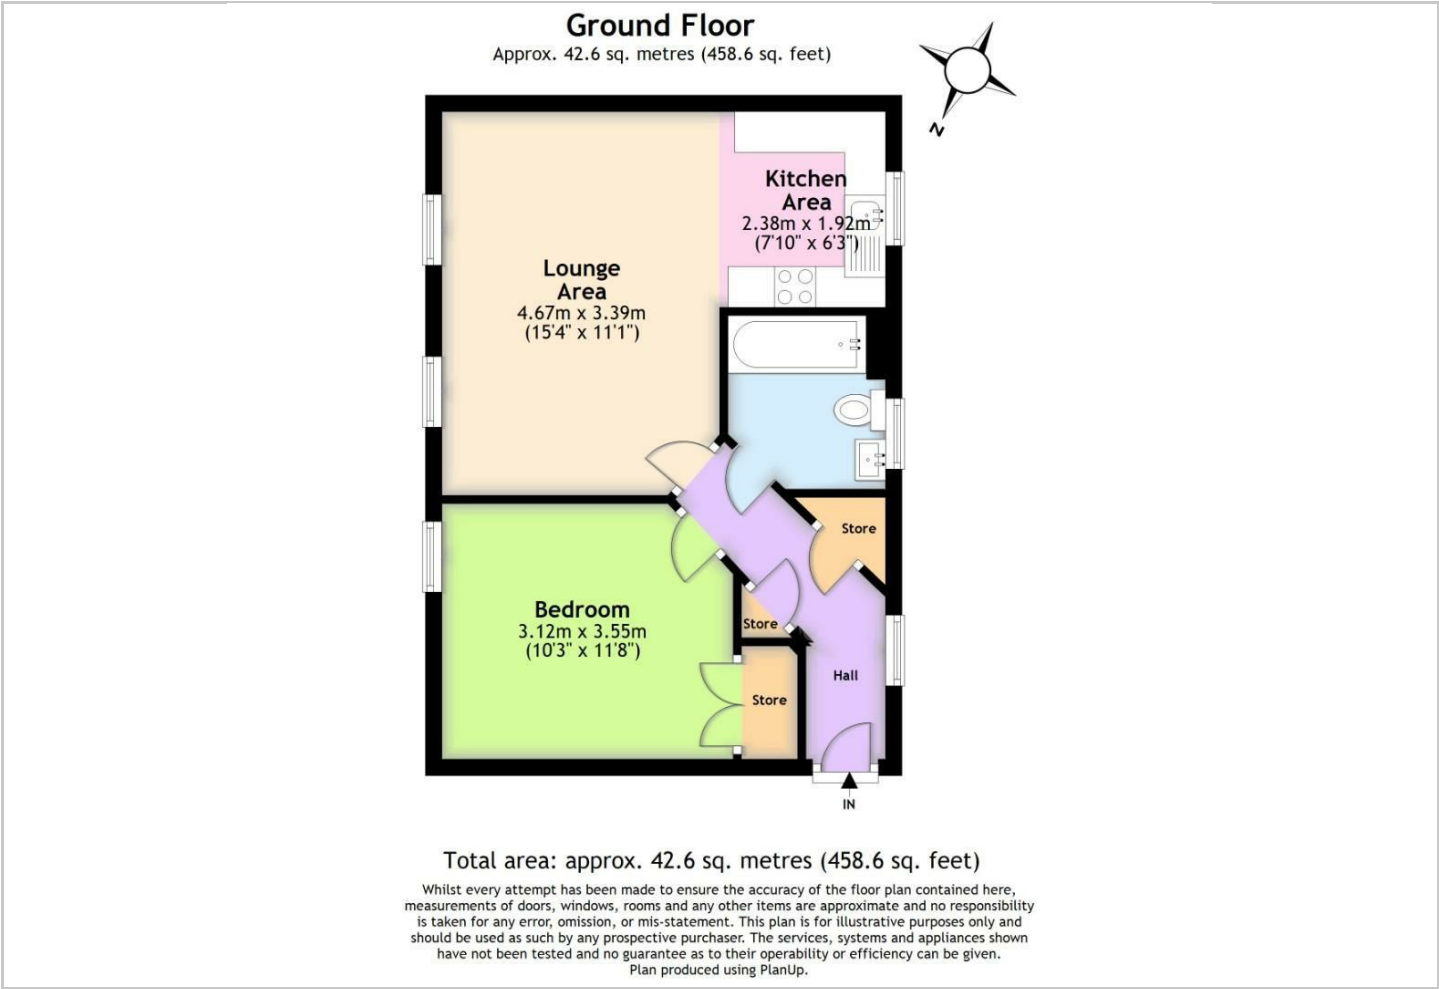 Ground Floor
Approx. 42.6 sq. metres (458.6 sq. feet)
N
Kitchen
Area
2.38m x 1.92m
(7'10" x 6'3")
Lounge
Area
4.67m x 3.39m
(15'4" x 11'1")
Store
Bedroom
3.12m x 3.55m
(10'3" x 11'8")
Store
Store
Hall
IN
Total area: approx. 42.6 sq. metres (458.6 sq. feet)
Whilst every attempt has been made to ensure the accuracy of the floor plan contained here,
measurements of doors, windows, rooms and any other items are approximate and no responsibility
is taken for any error, omission, or mis-statement. This plan is for illustrative purposes only and
should be used as such by any prospective purchaser. The services, systems and appliances shown
have not been tested and no guarantee as to their operability or efficiency can be given.
Plan produced using PlanUp.